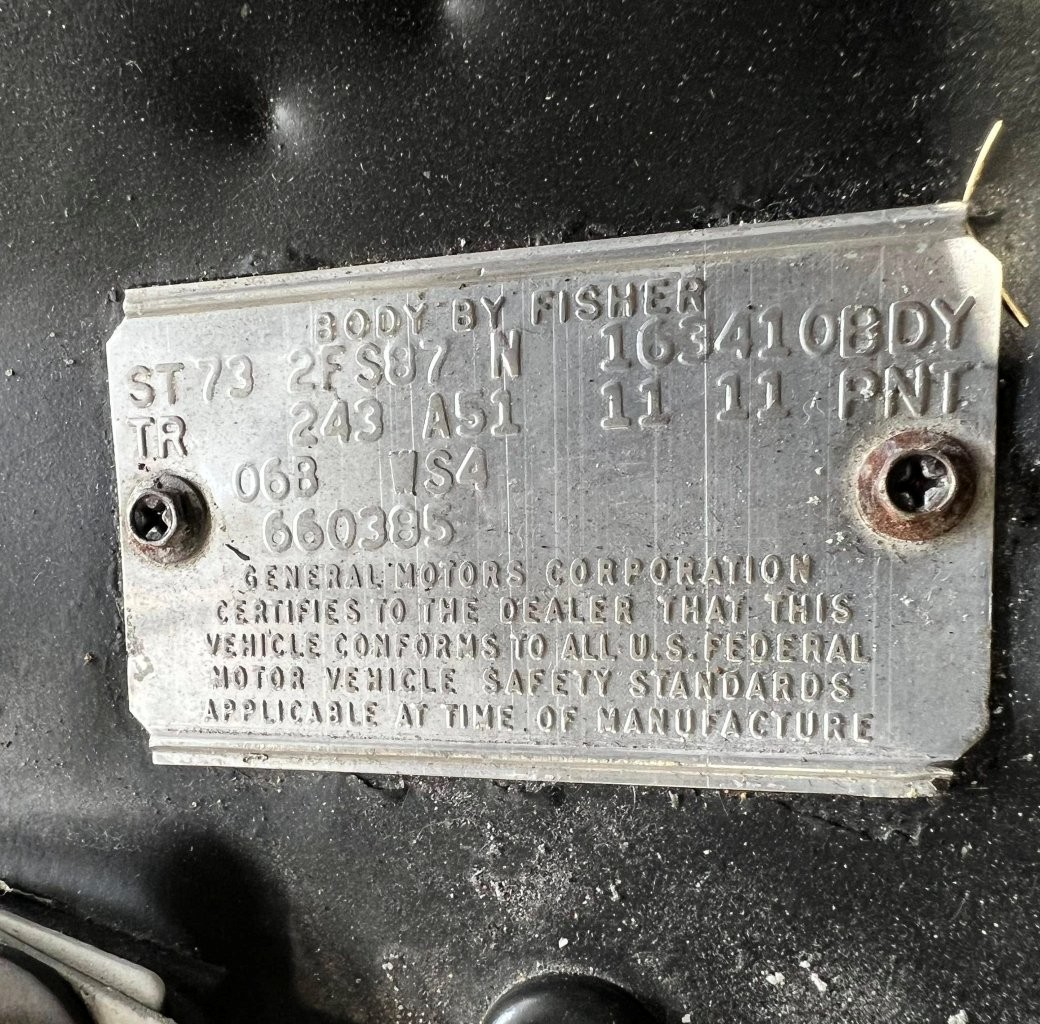 BODY BY FISHER
ST 73 2FS87 N 163410 BDY
TR 243 A51 11 11 PNT
06B WS4
660385
GENERAL MOTORS CORPORATION
CERTIFIES TO THE DEALER THAT THIS
VEHICLE CONFORMS TO ALL U.S. FEDERAL
MOTOR VEHICLE SAFETY STANDARDS
APPLICABLE AT TIME OF MANUFACTURE